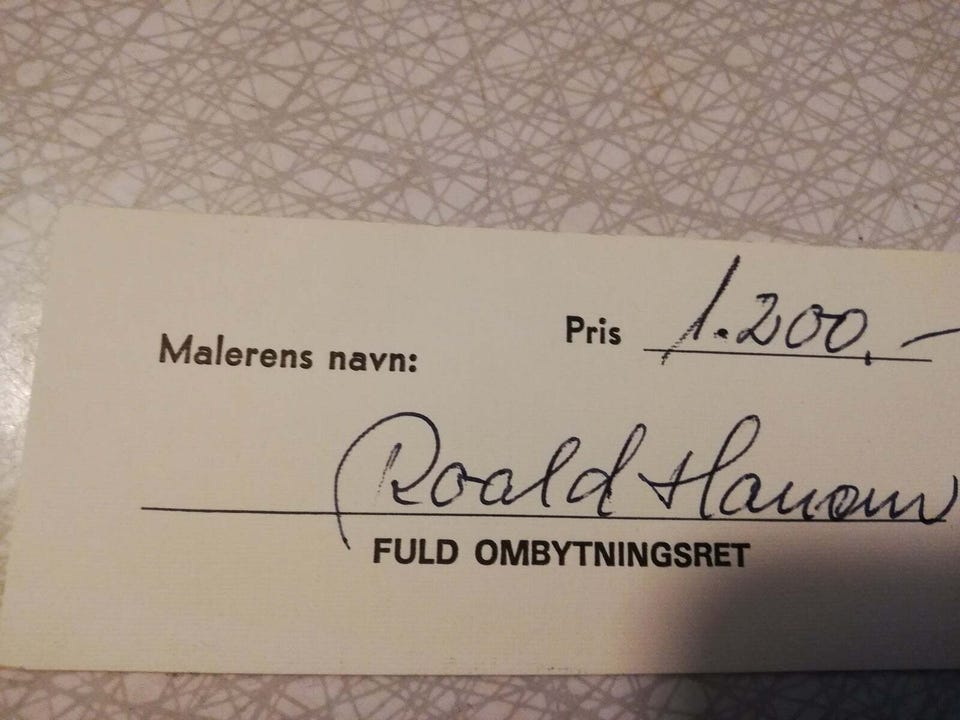 Pris 1.200,-
Malerens navn:
Roald
FULD OMBYTNINGSRET